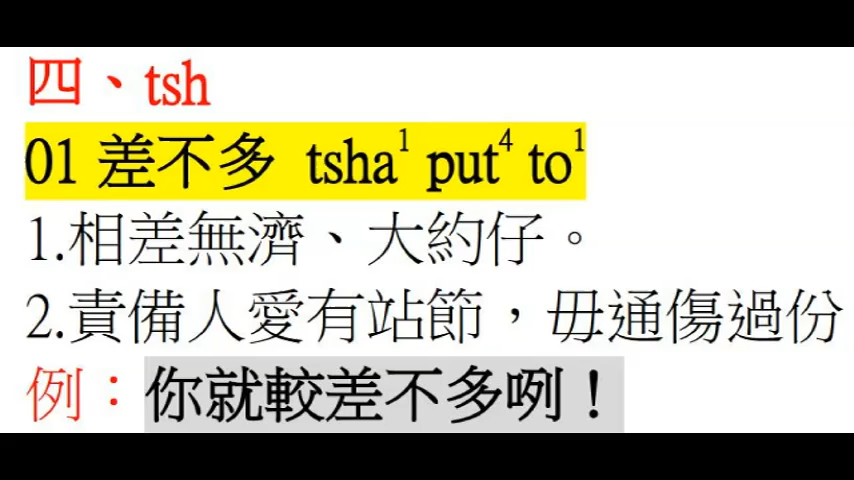 四、tsh
01 差不多 tsha¹ put⁴ to¹
1.相差無濟、大約仔。
2.責備人愛有站節，毋通傷過份
例：你就較差不多咧！